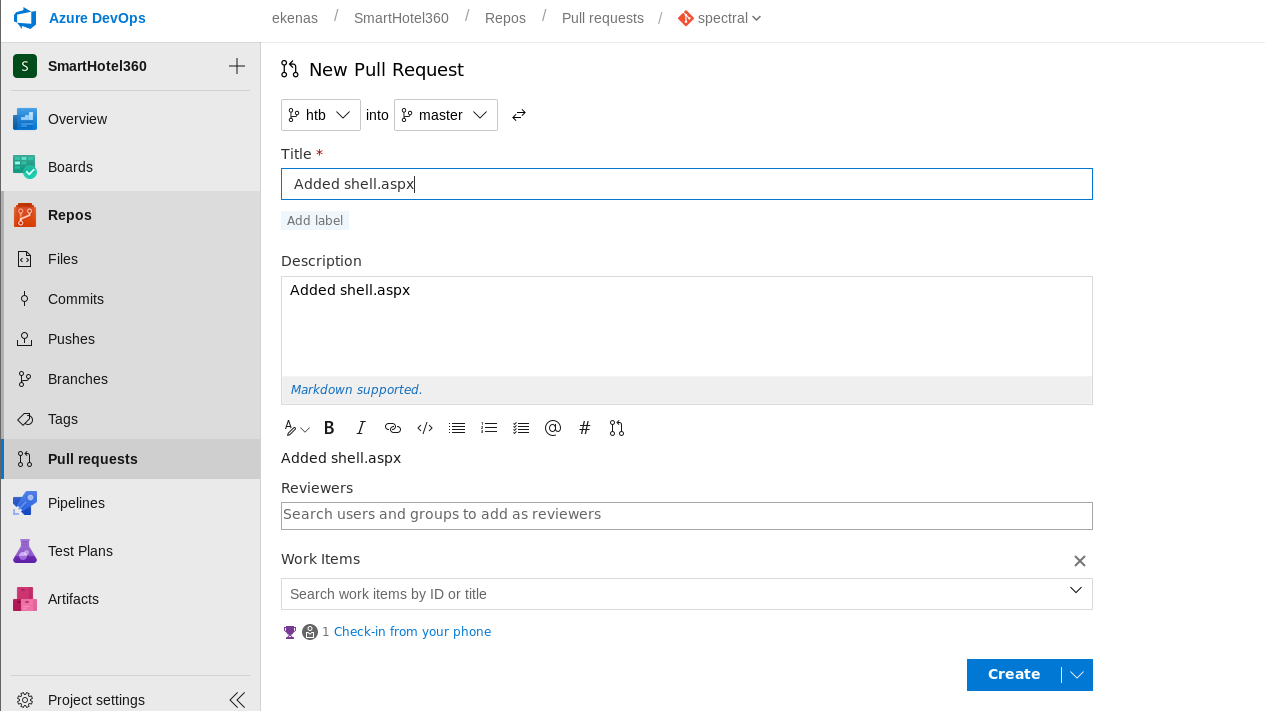 Azure DevOps
ekenas / SmartHotel360 / Repos / Pull requests / spectral
S SmartHotel360
New Pull Request
htb into master
Overview
Boards
Repos
Files
Commits
Pushes
Branches
Tags
Pull requests
Pipelines
Test Plans
Artifacts
Project settings
Title *
Added shell.aspx
Add label
Description
Added shell.aspx
Markdown supported.
Added shell.aspx
Reviewers
Search users and groups to add as reviewers
Work Items
Search work items by ID or title
1 Check-in from your phone
Create